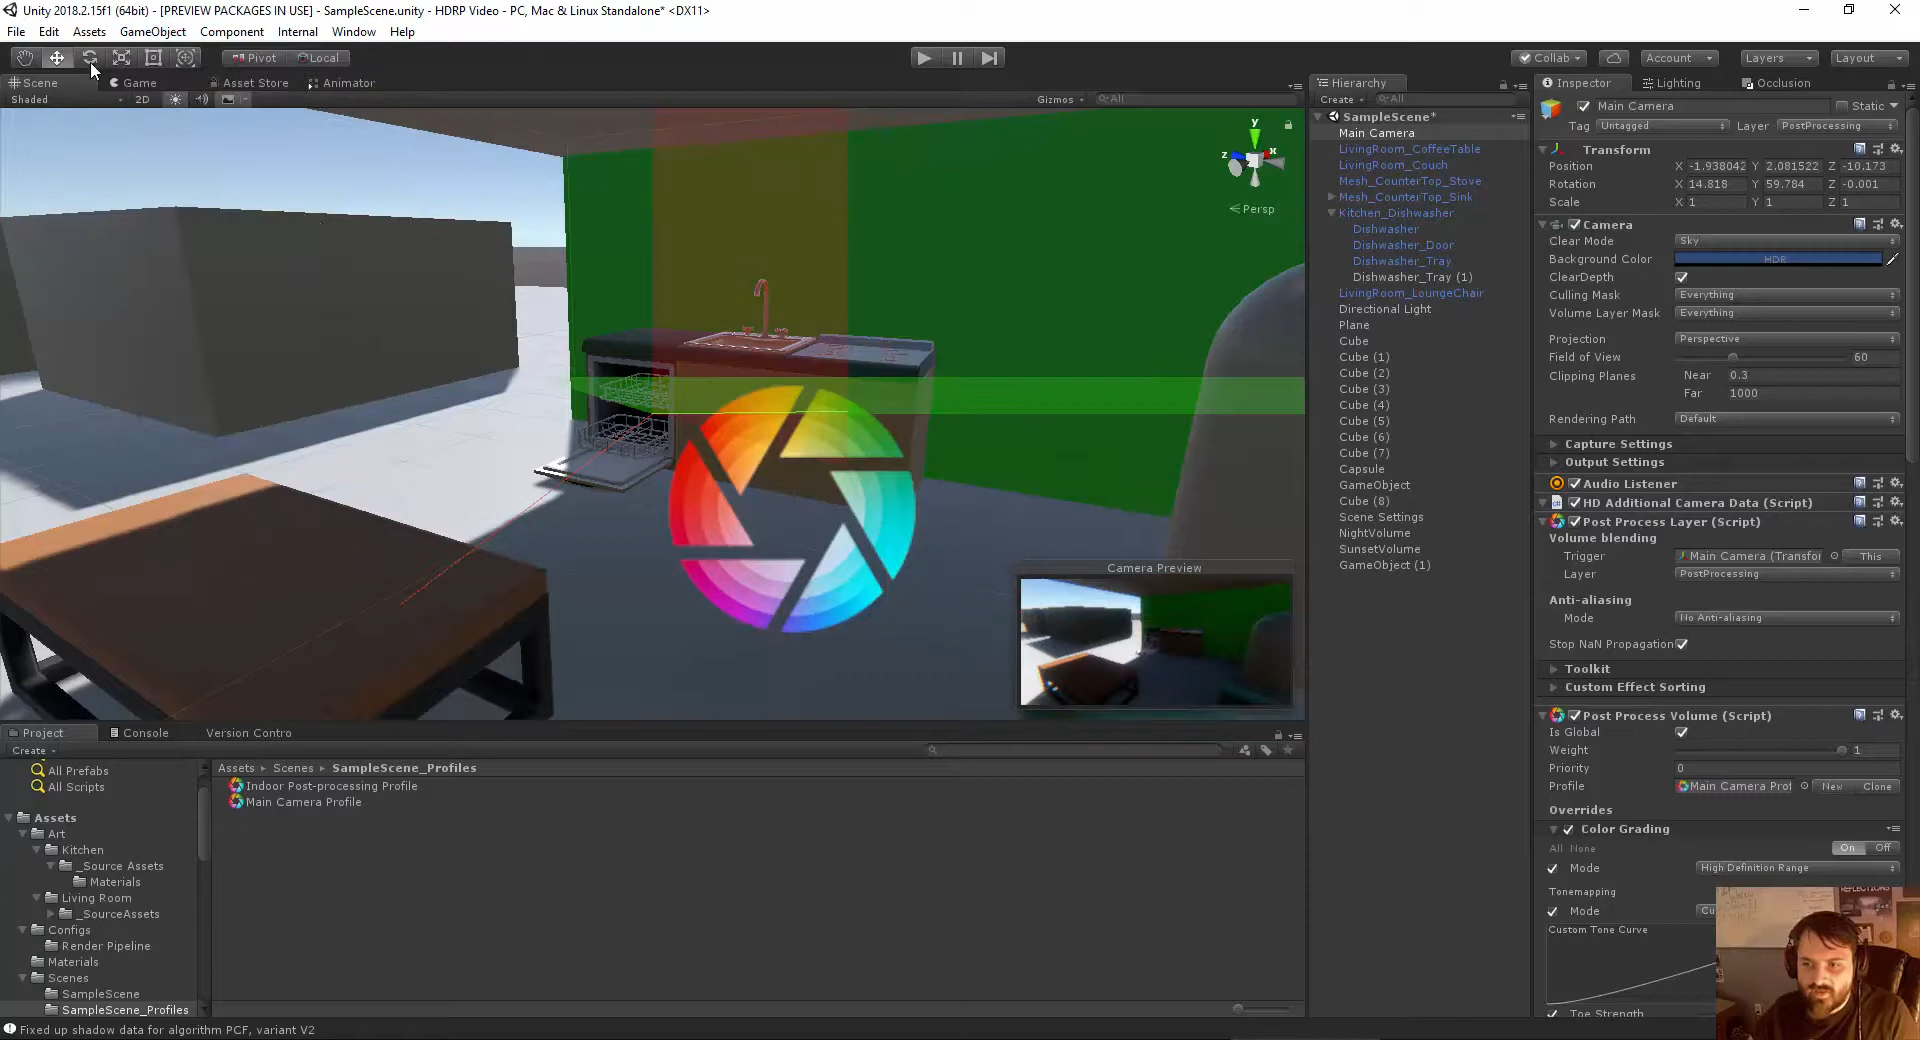 Unity 2018.2.15f1 (64bit) - [PREVIEW PACKAGES IN USE] - SampleScene.unity - HDRP Video - PC, Mac & Linux Standalone* <DX11>
File Edit Assets GameObject Component Internal Window Help
Pivot Local Collab Account Layers Layout
Scene Game Asset Store Animator
Shaded 2D Gizmos All
y
z x
Persp
Camera Preview
Hierarchy
Create All
SampleScene*
Main Camera
LivingRoom_CoffeeTable
LivingRoom_Couch
Mesh_CounterTop_Stove
Mesh_CounterTop_Sink
Kitchen_Dishwasher
Dishwasher
Dishwasher_Door
Dishwasher_Tray
Dishwasher_Tray (1)
LivingRoom_LoungeChair
Directional Light
Plane
Cube
Cube (1)
Cube (2)
Cube (3)
Cube (4)
Cube (5)
Cube (6)
Cube (7)
Capsule
GameObject
Cube (8)
Scene Settings
NightVolume
SunsetVolume
GameObject (1)
Inspector Lighting Occlusion
Main Camera Static
Tag Untagged Layer PostProcessing
Transform
Position X -1.938042 Y 2.081522 Z -10.173
Rotation X 14.818 Y 59.784 Z -0.001
Scale X 1 Y 1 Z 1
Camera
Clear Mode Sky
Background Color HDR
ClearDepth
Culling Mask Everything
Volume Layer Mask Everything
Projection Perspective
Field of View 60
Clipping Planes Near 0.3
Far 1000
Rendering Path Default
Capture Settings
Output Settings
Audio Listener
HD Additional Camera Data (Script)
Post Process Layer (Script)
Volume blending
Trigger Main Camera (Transfor This
Layer PostProcessing
Anti-aliasing
Mode No Anti-aliasing
Stop NaN Propagation
Toolkit
Custom Effect Sorting
Post Process Volume (Script)
Is Global
Weight 1
Priority 0
Profile Main Camera Prof New Clone
Overrides
Color Grading
All None On Off
Mode High Definition Range
Tonemapping
Mode Cu
Custom Tone Curve
Toe Strength
REFLECTIONS
Project Console Version Contro
Create
All Prefabs
All Scripts
Assets
Art
Kitchen
_Source Assets
Materials
Living Room
_SourceAssets
Configs
Render Pipeline
Materials
Scenes
SampleScene
SampleScene_Profiles
Assets Scenes SampleScene_Profiles
Indoor Post-processing Profile
Main Camera Profile
Fixed up shadow data for algorithm PCF, variant V2